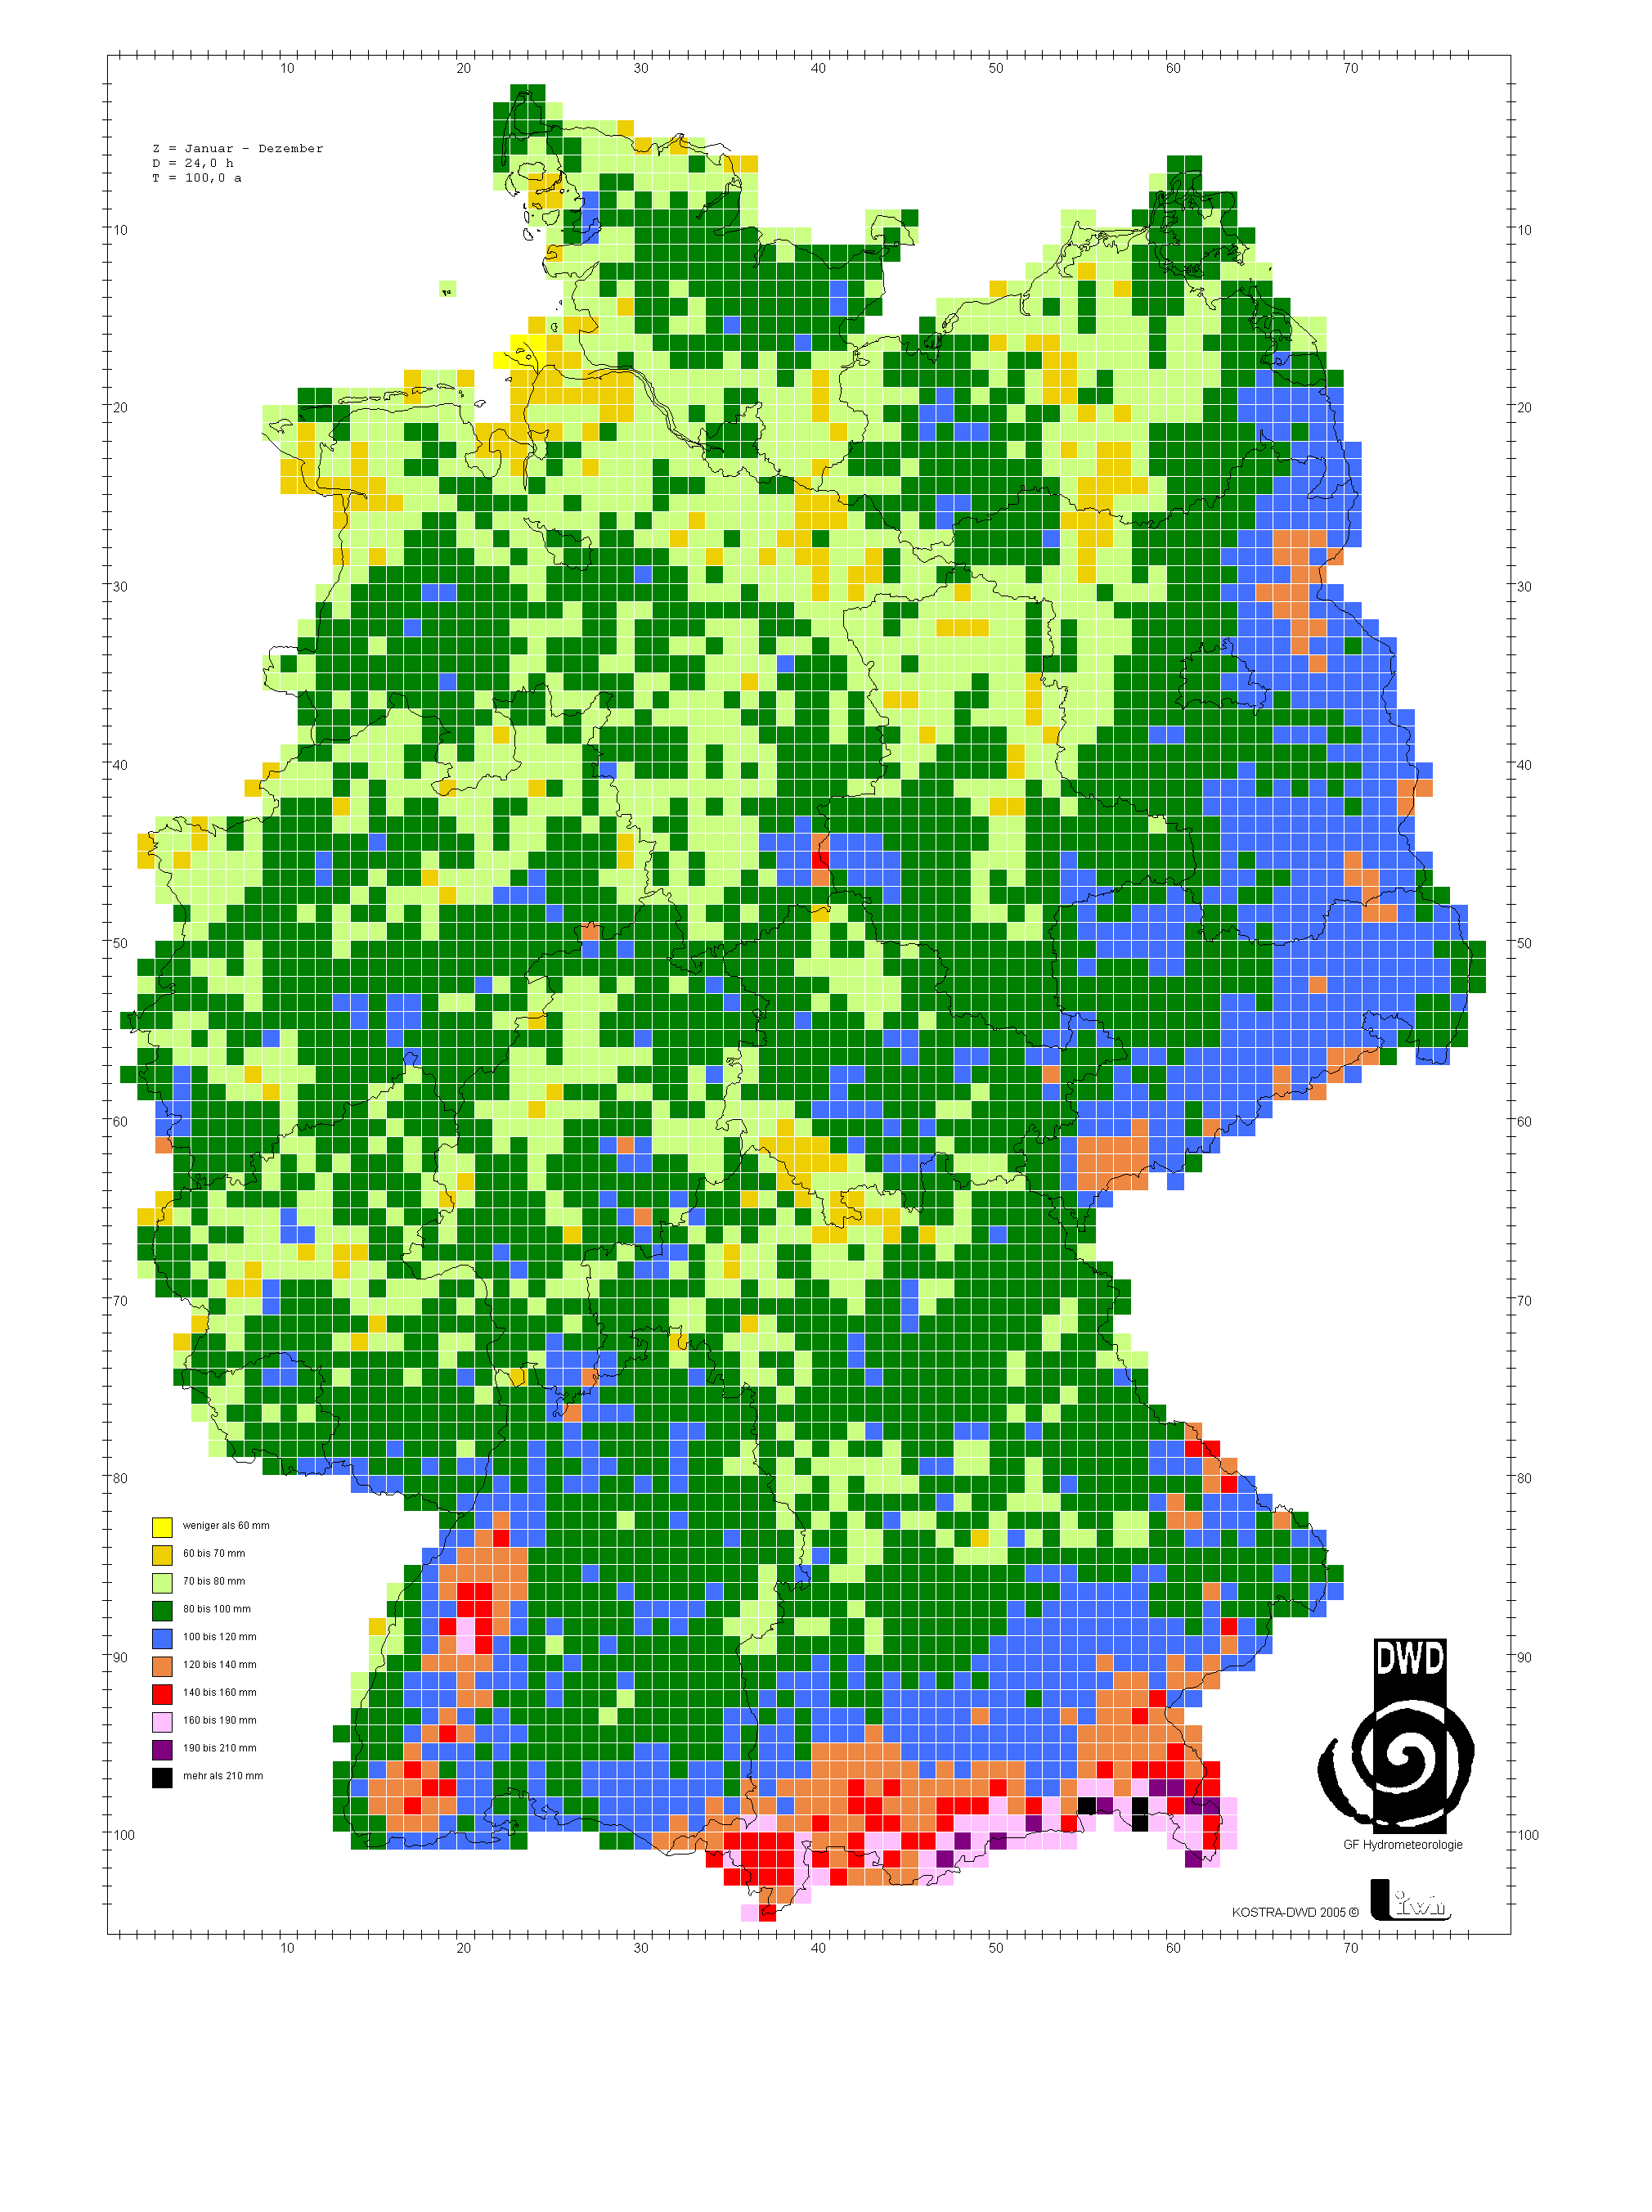 10 20 30 40 50 60 70
Z = Januar - Dezember
D = 24,0 h
T = 100,0 a
10 10
20 20
30 30
40 40
50 50
60 60
70 70
80 80
weniger als 60 mm
60 bis 70 mm
70 bis 80 mm
80 bis 100 mm
100 bis 120 mm
120 bis 140 mm
140 bis 160 mm
160 bis 190 mm
190 bis 210 mm
mehr als 210 mm
90 90
DWD
100 100
GF Hydrometeorologie
KOSTRA-DWD 2005 ©
ifwh
10 20 30 40 50 60 70